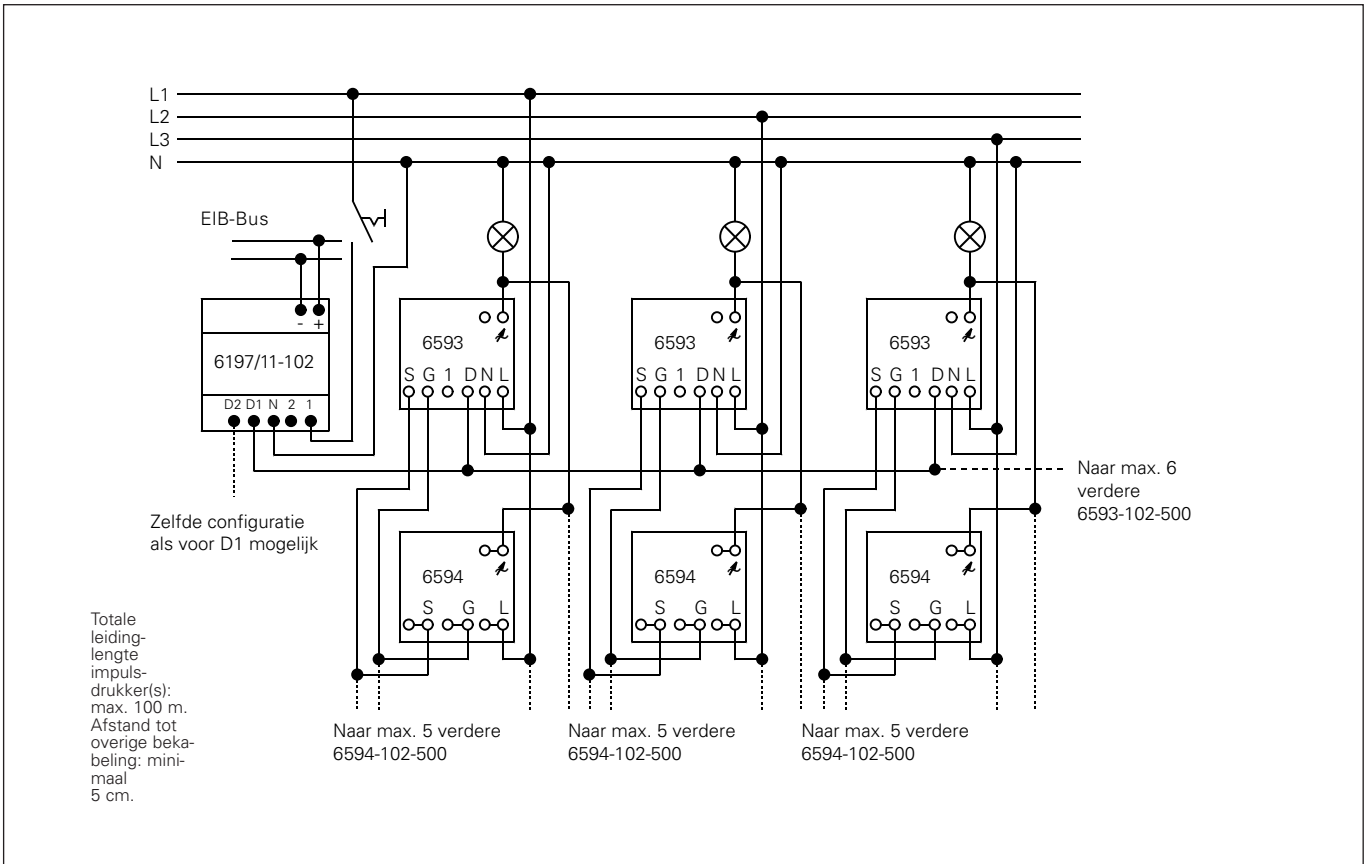 L1
L2
L3
N
EIB-Bus
- +
6197/11-102
D2 D1 N 2 1
6593
S G 1 D N L
6593
S G 1 D N L
6593
S G 1 D N L
Naar max. 6
verdere
6593-102-500
Zelfde configuratie
als voor D1 mogelijk
6594
S G L
6594
S G L
6594
S G L
Totale
leiding-
lengte
impuls-
drukker(s):
max. 100 m.
Afstand tot
overige beka-
beling: mini-
maal
5 cm.
Naar max. 5 verdere
6594-102-500
Naar max. 5 verdere
6594-102-500
Naar max. 5 verdere
6594-102-500